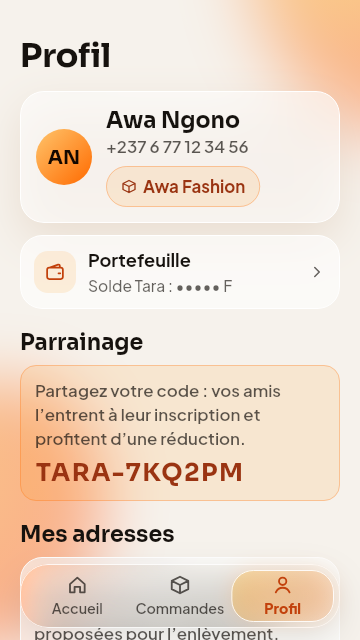 Profil
Awa Ngono
AN
+237 6 77 12 34 56
Awa Fashion
Portefeuille
Solde Tara : ••••• F
Parrainage
Partagez votre code : vos amis
l’entrent à leur inscription et
profitent d’une réduction.
TARA-7KQ2PM
Mes adresses
Accueil
Commandes
Profil
proposées pour l’enlèvement.